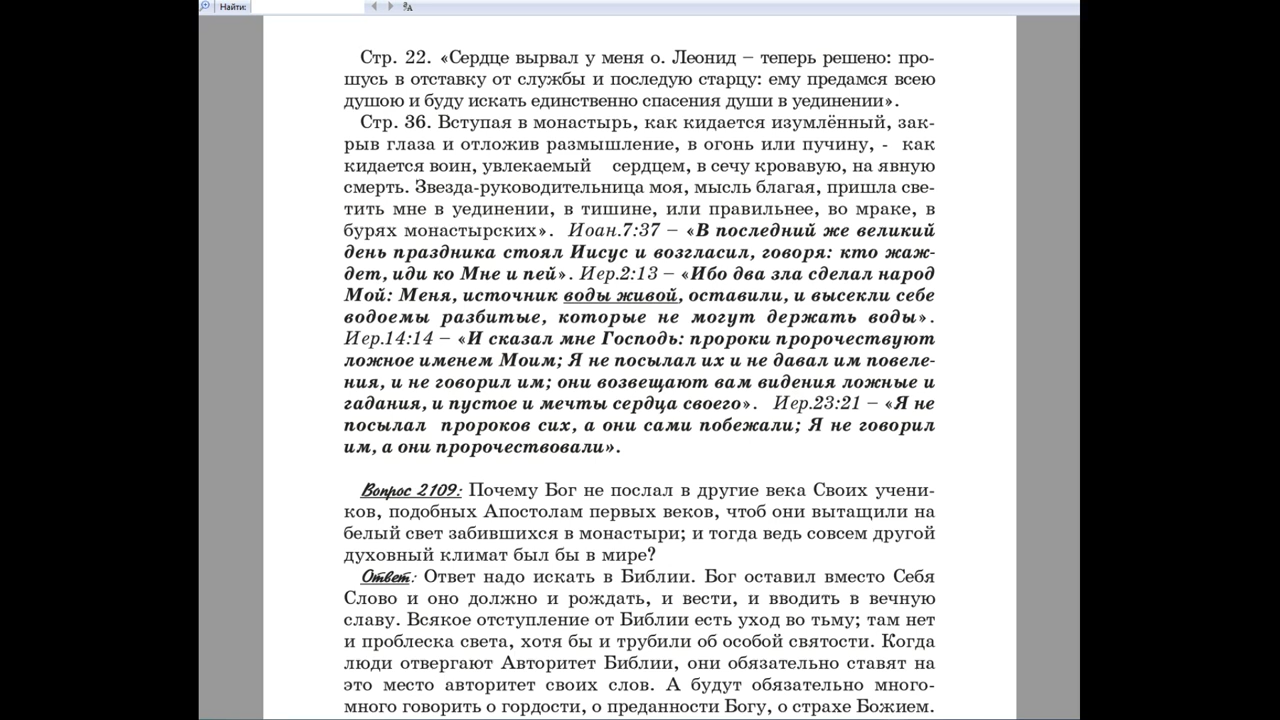 Найти:
Стр. 22. «Сердце вырвал у меня о. Леонид – теперь решено: про-
шусь в отставку от службы и последую старцу: ему предамся всею
душою и буду искать единственно спасения души в уединении».
Стр. 36. Вступая в монастырь, как кидается изумлённый, зак-
рыв глаза и отложив размышление, в огонь или пучину, - как
кидается воин, увлекаемый сердцем, в сечу кровавую, на явную
смерть. Звезда-руководительница моя, мысль благая, пришла све-
тить мне в уединении, в тишине, или правильнее, во мраке, в
бурях монастырских». Иоан.7:37 – «В последний же великий
день праздника стоял Иисус и возгласил, говоря: кто жаж-
дет, иди ко Мне и пей». Иер.2:13 – «Ибо два зла сделал народ
Мой: Меня, источник воды живой, оставили, и высекли себе
водоемы разбитые, которые не могут держать воды».
Иер.14:14 – «И сказал мне Господь: пророки пророчествуют
ложное именем Моим; Я не посылал их и не давал им повеле-
ния, и не говорил им; они возвещают вам видения ложные и
гадания, и пустое и мечты сердца своего». Иер.23:21 – «Я не
посылал пророков сих, а они сами побежали; Я не говорил
им, а они пророчествовали».
Вопрос 2109: Почему Бог не послал в другие века Своих учени-
ков, подобных Апостолам первых веков, чтоб они вытащили на
белый свет забившихся в монастыри; и тогда ведь совсем другой
духовный климат был бы в мире?
Ответ: Ответ надо искать в Библии. Бог оставил вместо Себя
Слово и оно должно и рождать, и вести, и вводить в вечную
славу. Всякое отступление от Библии есть уход во тьму; там нет
и проблеска света, хотя бы и трубили об особой святости. Когда
люди отвергают Авторитет Библии, они обязательно ставят на
это место авторитет своих слов. А будут обязательно много-
много говорить о гордости, о преданности Богу, о страхе Божием.